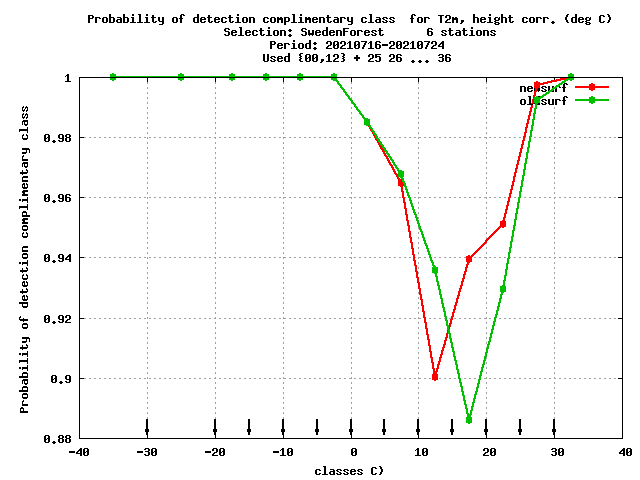 Probability of detection complimentary class  for T2m, height corr. (deg C)
Selection: SwedenForest      6 stations
Period: 20210716-20210724
Used {00,12} + 25 26 ... 36
Probability of detection complimentary class
1
0.98
0.96
0.94
0.92
0.9
0.88
newsurf
oldsurf
-40 -30 -20 -10 0 10 20 30 40
classes C)